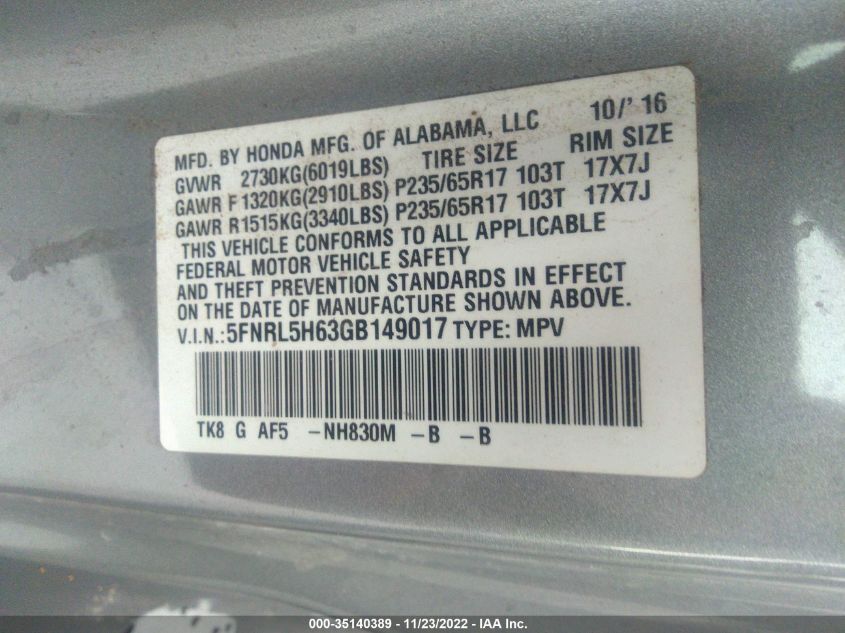 MFD. BY HONDA MFG. OF ALABAMA, LLC 10/'16
GVWR 2730KG(6019LBS) TIRE SIZE RIM SIZE
GAWR F 1320KG(2910LBS) P235/65R17 103T 17X7J
GAWR R1515KG(3340LBS) P235/65R17 103T 17X7J
THIS VEHICLE CONFORMS TO ALL APPLICABLE
FEDERAL MOTOR VEHICLE SAFETY
AND THEFT PREVENTION STANDARDS IN EFFECT
ON THE DATE OF MANUFACTURE SHOWN ABOVE.
V.I.N.:5FNRL5H63GB149017 TYPE: MPV
TK8 G AF5 -NH830M -B -B
000-35140389 - 11/23/2022 - IAA Inc.